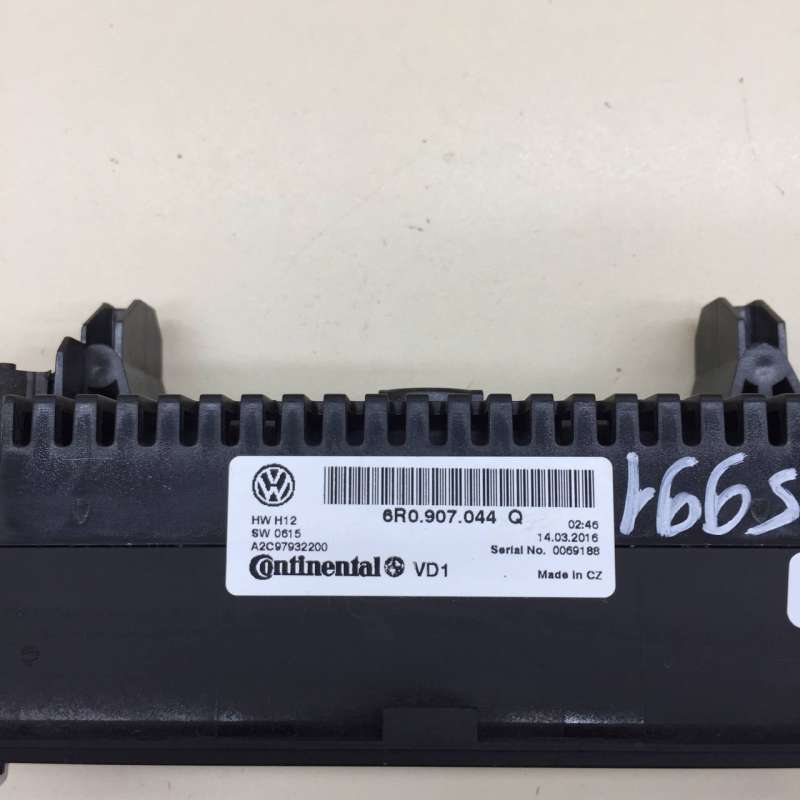 6R0.907.044 Q
HW H12
SW 0615
A2C97932200
02:46
14.03.2016
Serial No. 0069188
Continental VD1
Made in CZ
S991